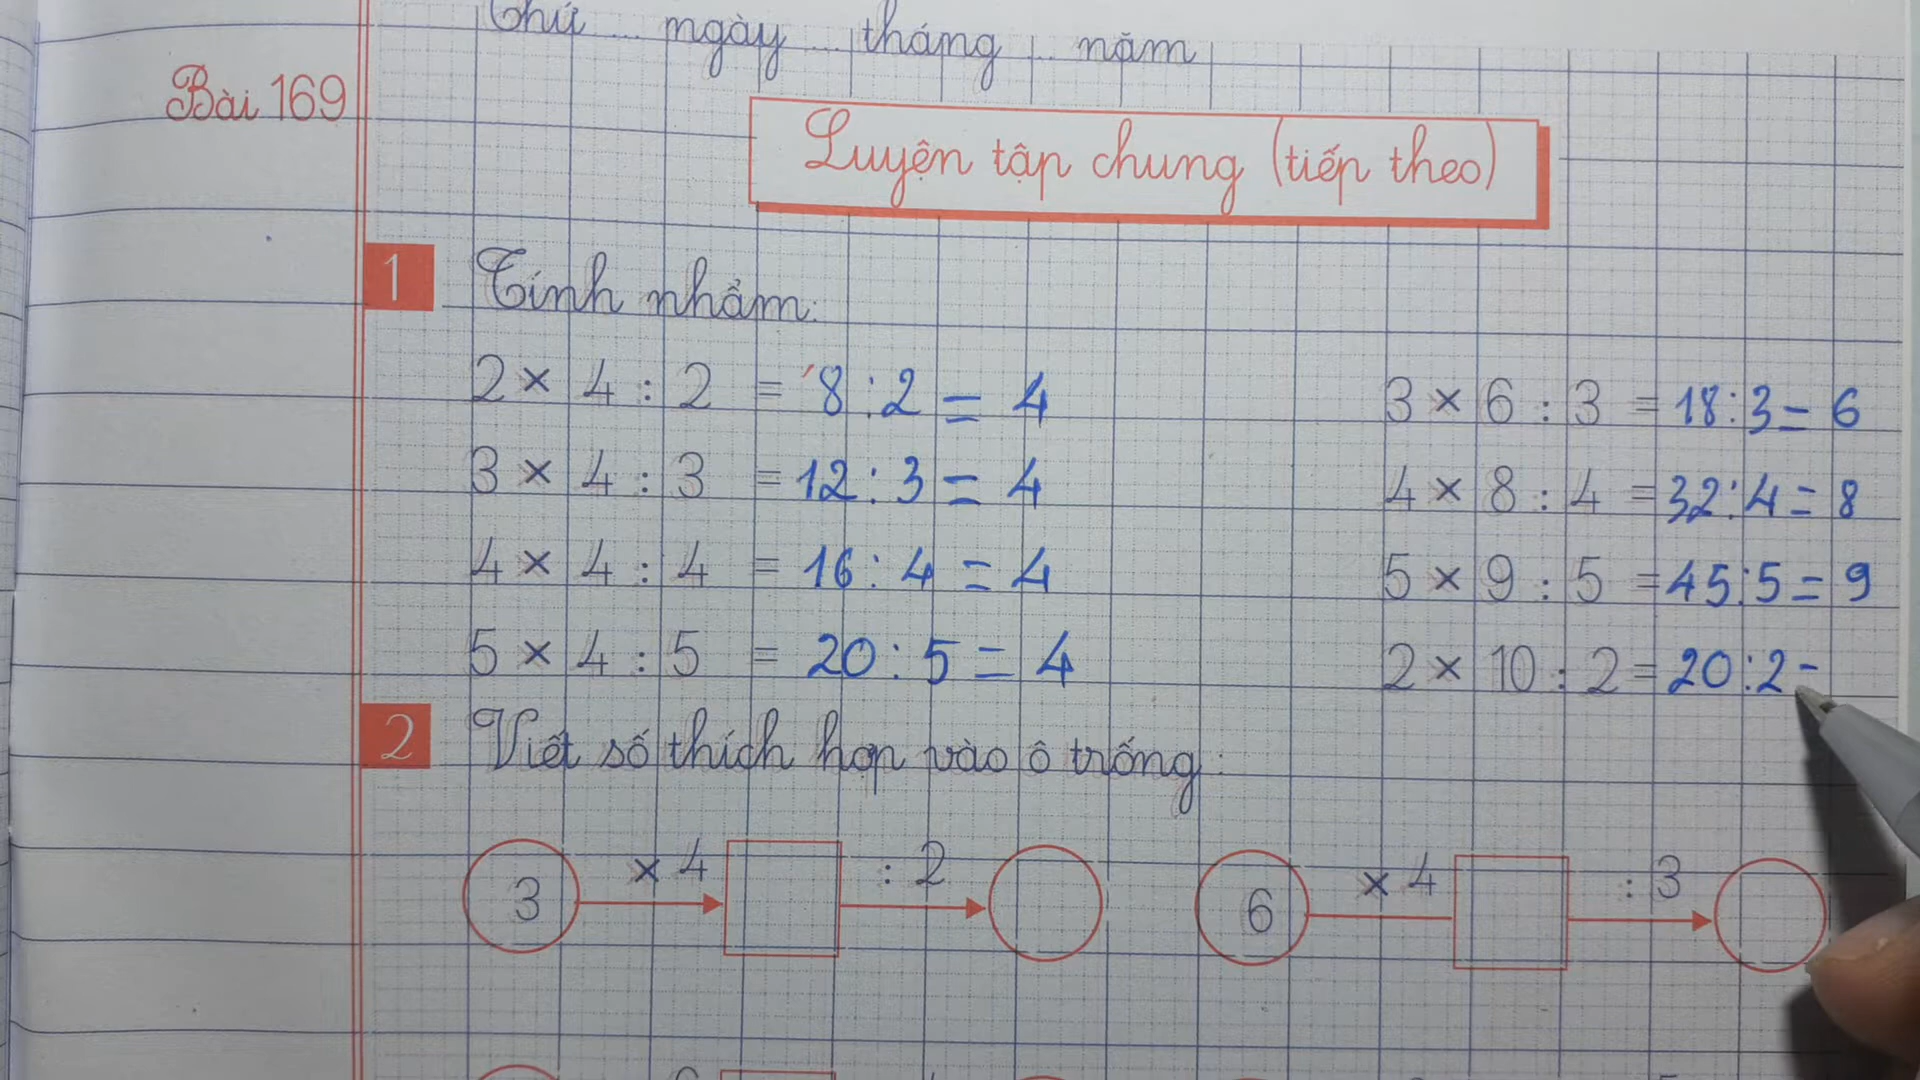 Thứ ... ngày ... tháng ... năm
Bài 169
Luyện tập chung (tiếp theo)
1 Tính nhẩm:
2 × 4 : 2 = 8 : 2 = 4
3 × 6 : 3 = 18 : 3 = 6
3 × 4 : 3 = 12 : 3 = 4
4 × 8 : 4 = 32 : 4 = 8
4 × 4 : 4 = 16 : 4 = 4
5 × 9 : 5 = 45 : 5 = 9
5 × 4 : 5 = 20 : 5 = 4
2 × 10 : 2 = 20 : 2 -
2 Viết số thích hợp vào ô trống:
3 × 4 : 2
6 × 4 : 3